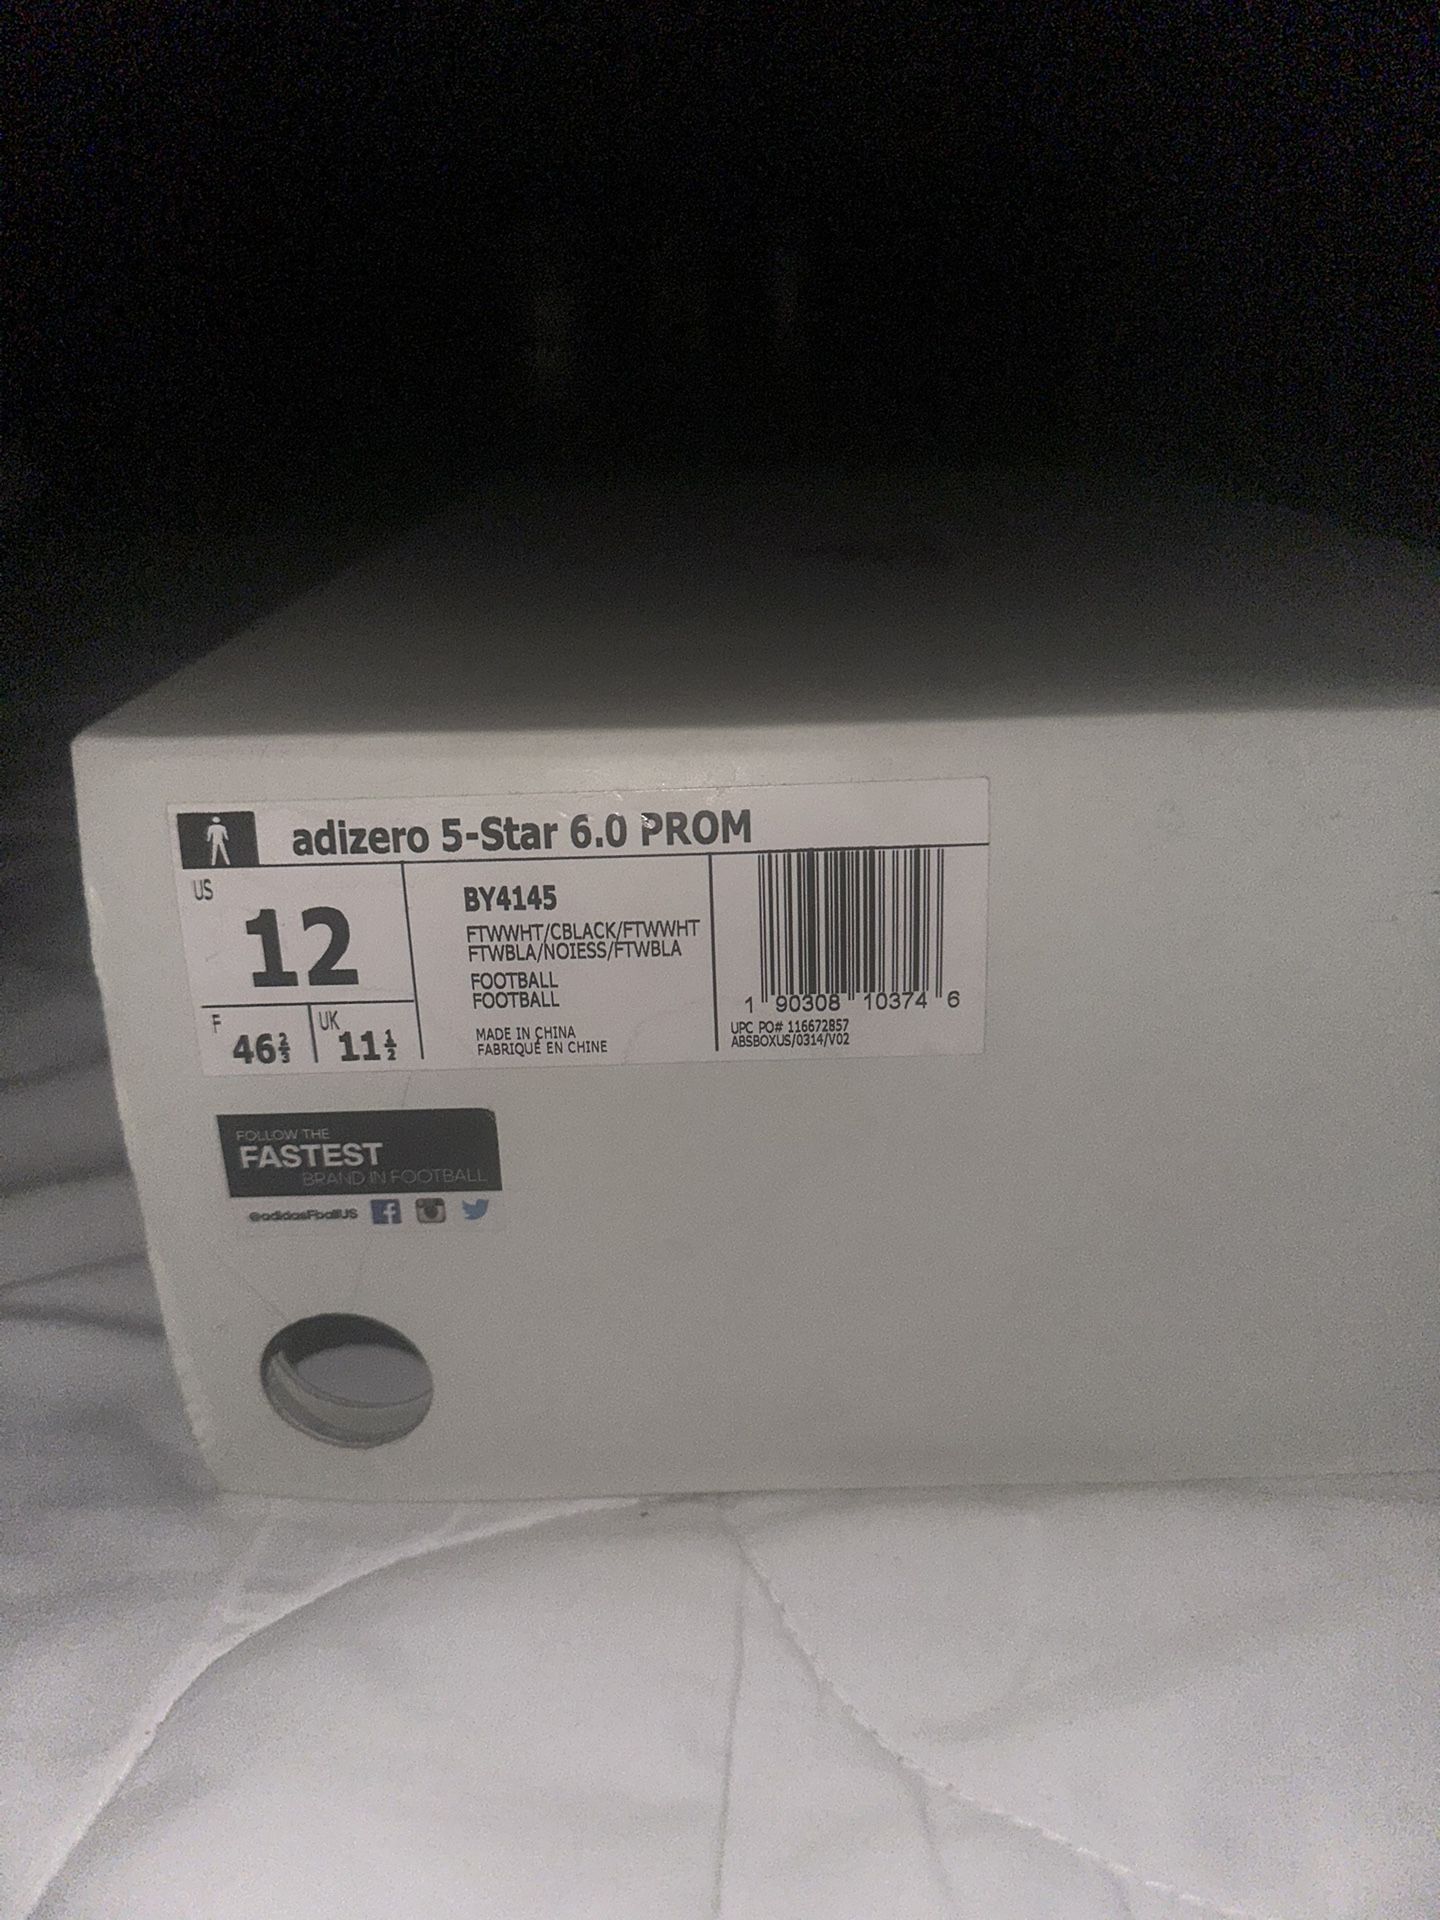 adizero 5-Star 6.0 PROM
US
12
F
46⅔
UK
11½
BY4145
FTWWHT/CBLACK/FTWWHT
FTWBLA/NOIESS/FTWBLA
FOOTBALL
FOOTBALL
MADE IN CHINA
FABRIQUÉ EN CHINE
1 90308 10374 6
UPC PO# 116672857
ABSBOXUS/0314/V02
FOLLOW THE
FASTEST
BRAND IN FOOTBALL
@adidasFballUS